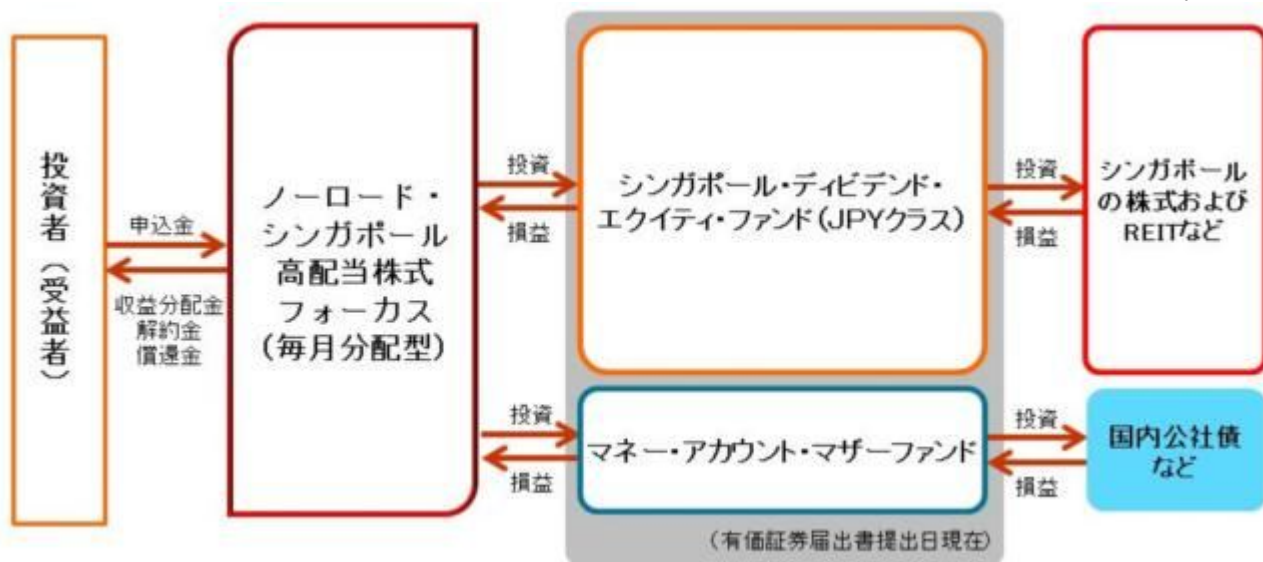 投資者（受益者）
申込金
収益分配金
解約金
償還金
ノーロード・
シンガポール
高配当株式
フォーカス
（毎月分配型）
投資
損益
シンガポール・ディビデンド・
エクイティ・ファンド（JPYクラス）
投資
損益
シンガポール
の株式および
REITなど
投資
損益
マネー・アカウント・マザーファンド
投資
損益
国内公社債
など
（有価証券届出書提出日現在）